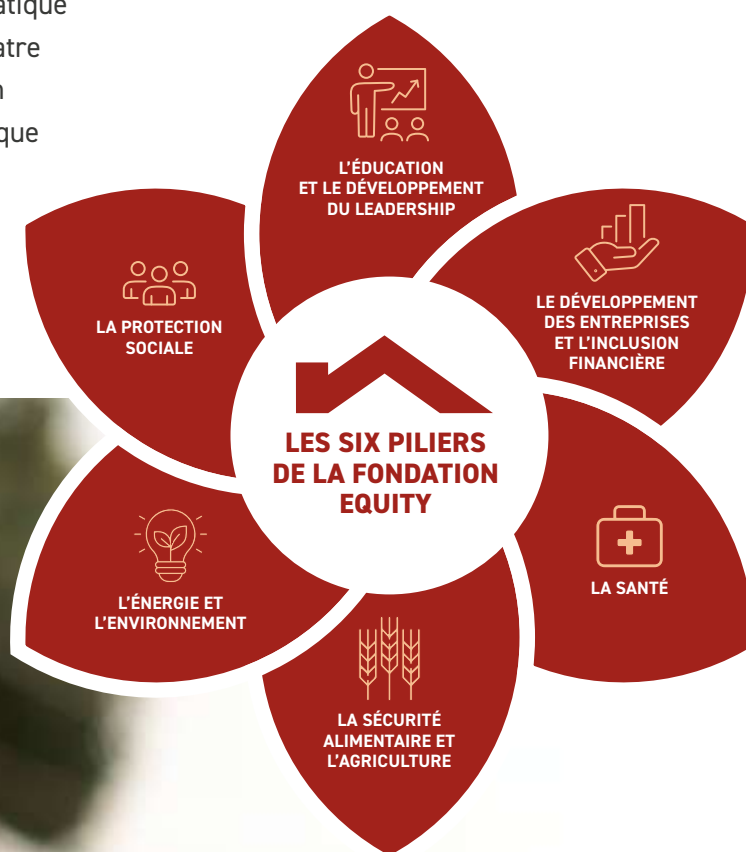 L'ÉDUCATION
ET LE DÉVELOPPEMENT
DU LEADERSHIP
LE DÉVELOPPEMENT
DES ENTREPRISES
ET L'INCLUSION
FINANCIÈRE
LA SANTÉ
LA SÉCURITÉ
ALIMENTAIRE ET
L'AGRICULTURE
L'ÉNERGIE ET
L'ENVIRONNEMENT
LA PROTECTION
SOCIALE
LES SIX PILIERS
DE LA FONDATION
EQUITY